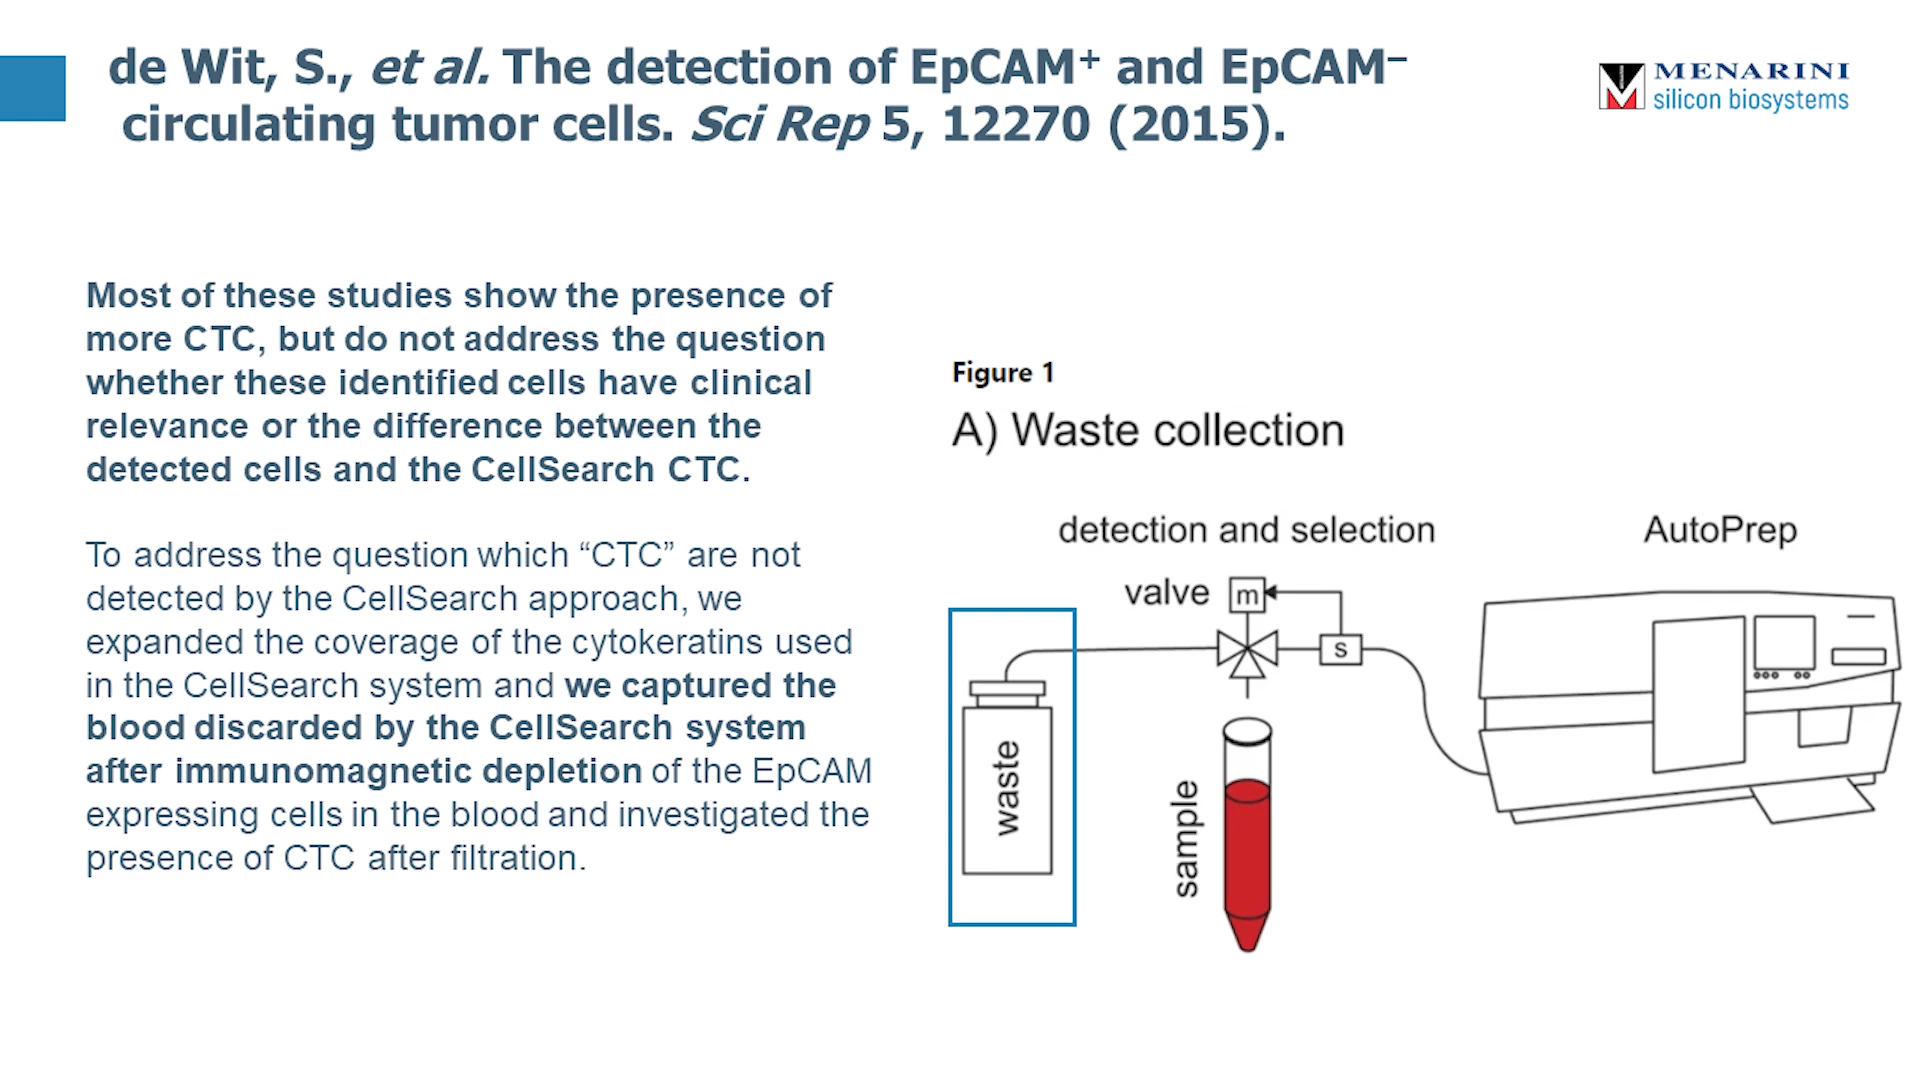 de Wit, S., et al. The detection of EpCAM⁺ and EpCAM⁻
circulating tumor cells. Sci Rep 5, 12270 (2015).
MENARINI
silicon biosystems
Most of these studies show the presence of
more CTC, but do not address the question
whether these identified cells have clinical
relevance or the difference between the
detected cells and the CellSearch CTC.
To address the question which “CTC” are not
detected by the CellSearch approach, we
expanded the coverage of the cytokeratins used
in the CellSearch system and we captured the
blood discarded by the CellSearch system
after immunomagnetic depletion of the EpCAM
expressing cells in the blood and investigated the
presence of CTC after filtration.
Figure 1
A) Waste collection
detection and selection
AutoPrep
valve
m
s
waste
sample